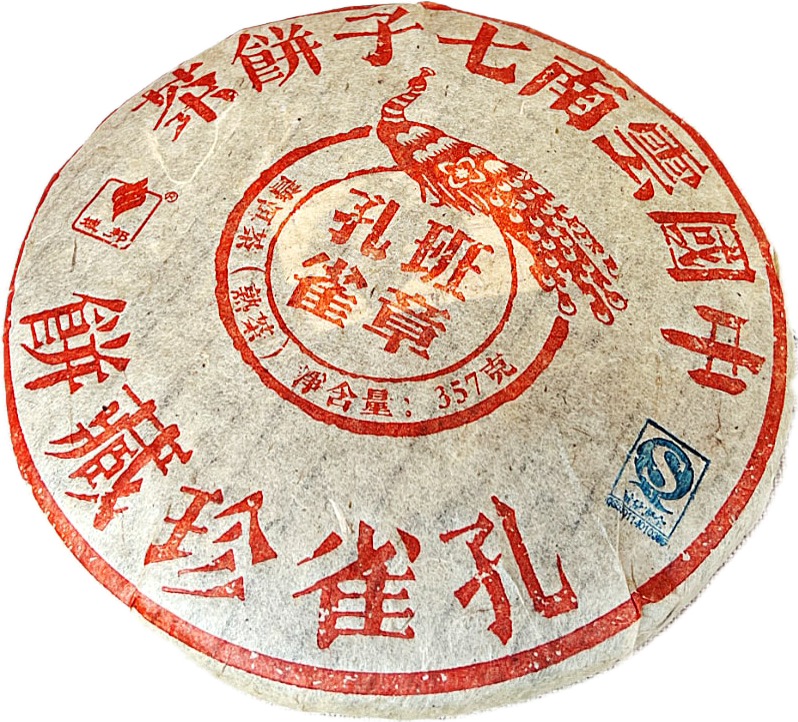 中國雲南七子餅茶
班章
孔雀
普洱茶（熟茶）
淨含量：357克
®
孔雀珍藏餅